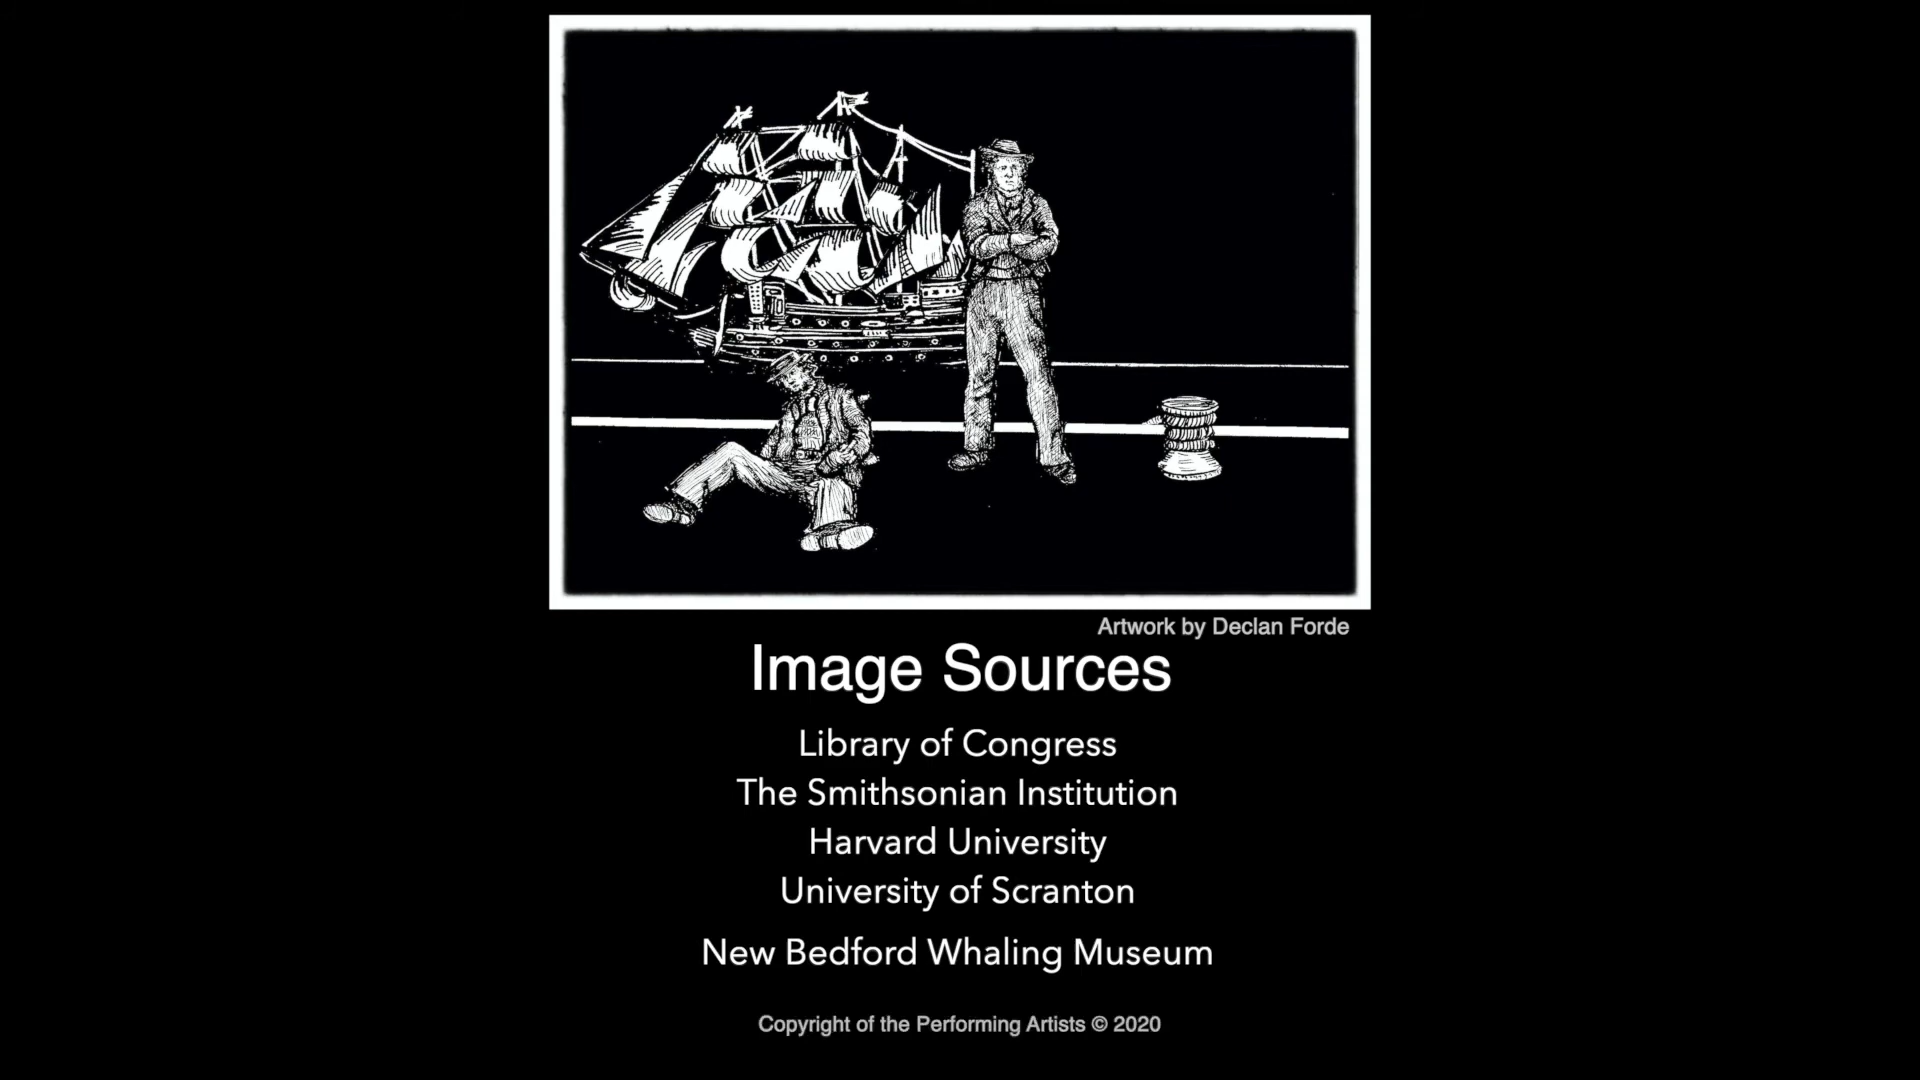 Artwork by Declan Forde
Image Sources
Library of Congress
The Smithsonian Institution
Harvard University
University of Scranton
New Bedford Whaling Museum
Copyright of the Performing Artists © 2020